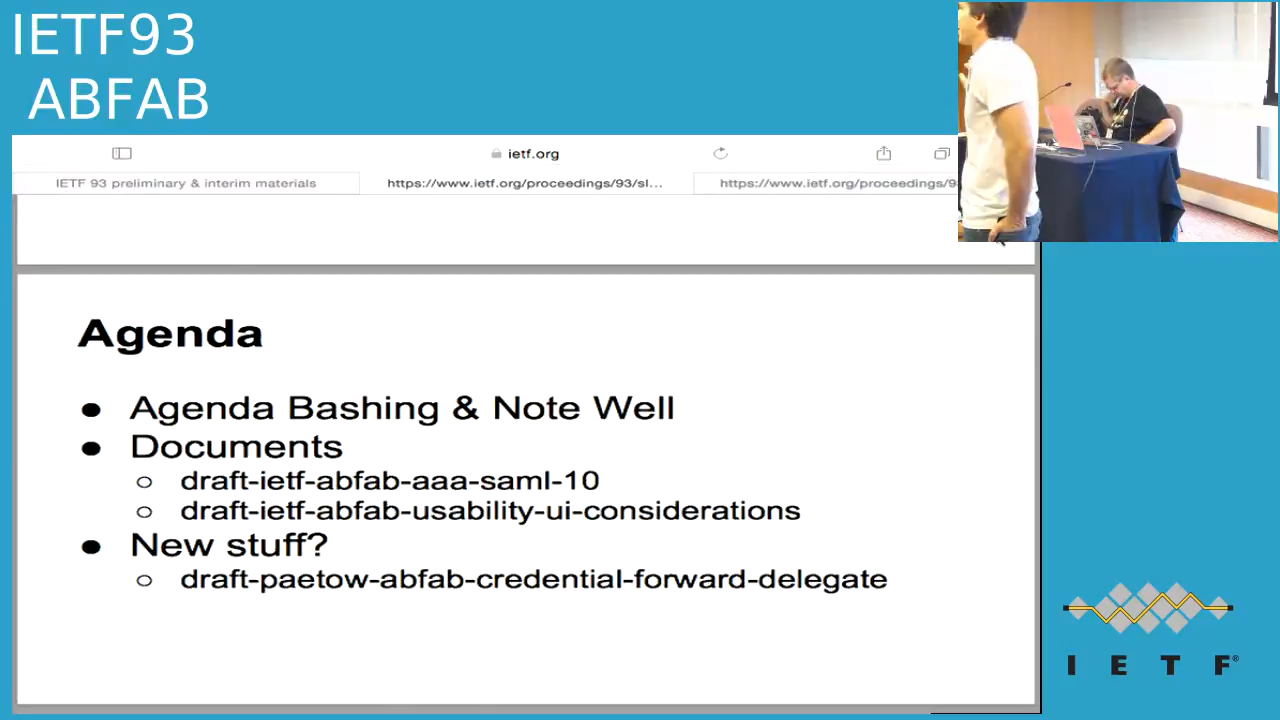 IETF93
ABFAB
ietf.org
IETF 93 preliminary & interim materials
https://www.ietf.org/proceedings/93/sl...
https://www.ietf.org/proceedings/9
Agenda
● Agenda Bashing & Note Well
● Documents
○ draft-ietf-abfab-aaa-saml-10
○ draft-ietf-abfab-usability-ui-considerations
● New stuff?
○ draft-paetow-abfab-credential-forward-delegate
I E T F®